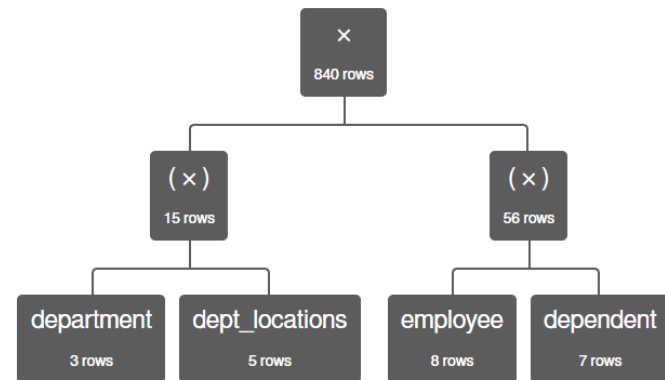 ×
840 rows
(×)
15 rows
(×)
56 rows
department
3 rows
dept_locations
5 rows
employee
8 rows
dependent
7 rows